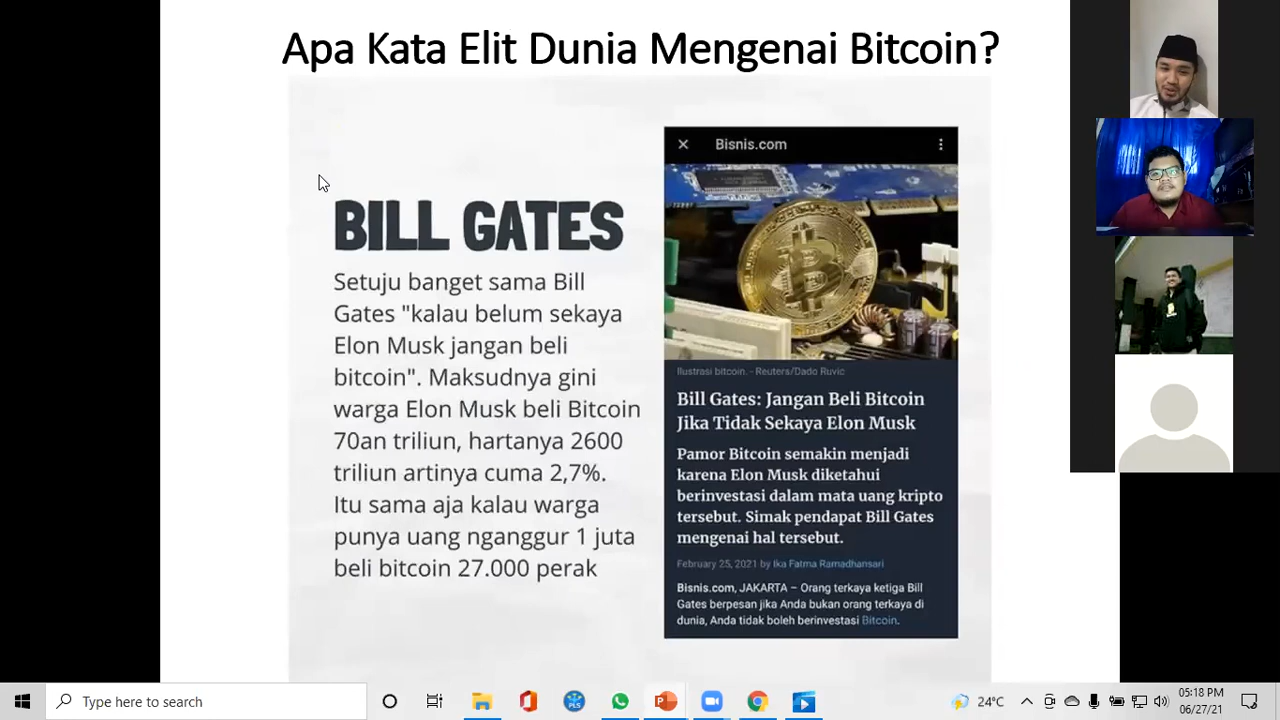 Apa Kata Elit Dunia Mengenai Bitcoin?
BILL GATES
Setuju banget sama Bill
Gates "kalau belum sekaya
Elon Musk jangan beli
bitcoin". Maksudnya gini
warga Elon Musk beli Bitcoin
70an triliun, hartanya 2600
triliun artinya cuma 2,7%.
Itu sama aja kalau warga
punya uang nganggur 1 juta
beli bitcoin 27.000 perak
Bisnis.com
Ilustrasi bitcoin. - Reuters/Dado Ruvic
Bill Gates: Jangan Beli Bitcoin
Jika Tidak Sekaya Elon Musk
Pamor Bitcoin semakin menjadi
karena Elon Musk diketahui
berinvestasi dalam mata uang kripto
tersebut. Simak pendapat Bill Gates
mengenai hal tersebut.
February 25, 2021 by Ika Fatma Ramadhansari
Bisnis.com, JAKARTA – Orang terkaya ketiga Bill
Gates berpesan jika Anda bukan orang terkaya di
dunia, Anda tidak boleh berinvestasi Bitcoin.
Type here to search
PLS
24°C
05:18 PM
06/27/21